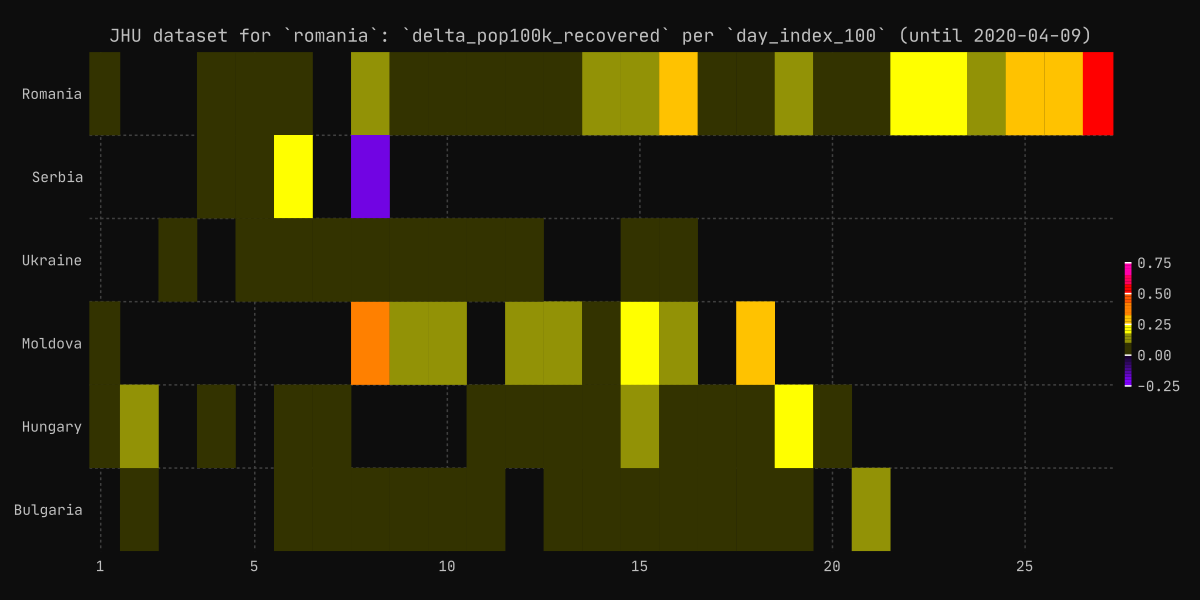 JHU dataset for `romania`: `delta_pop100k_recovered` per `day_index_100` (until 2020-04-09)
Romania
Serbia
Ukraine
Moldova
Hungary
Bulgaria
0.75
0.50
0.25
0.00
−0.25
1 5 10 15 20 25